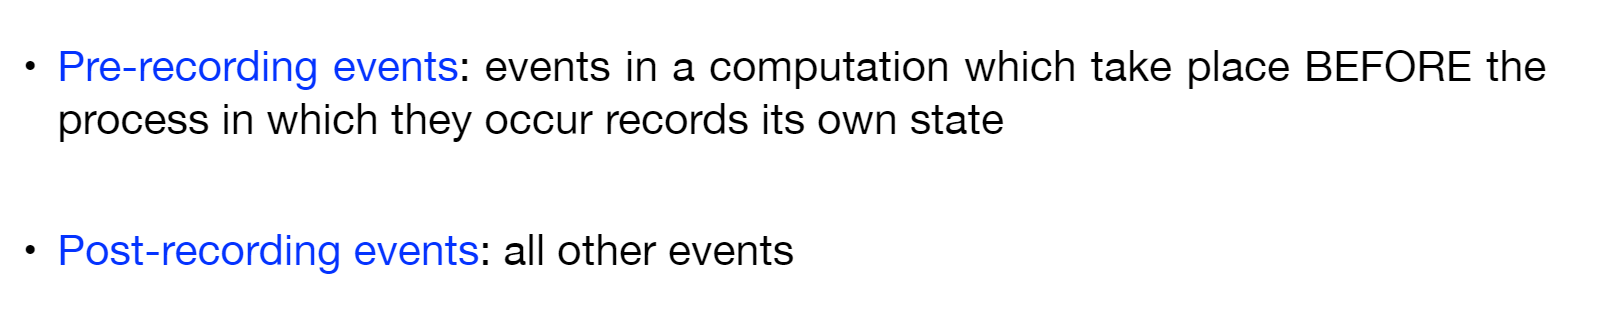 • Pre-recording events: events in a computation which take place BEFORE the
process in which they occur records its own state
• Post-recording events: all other events